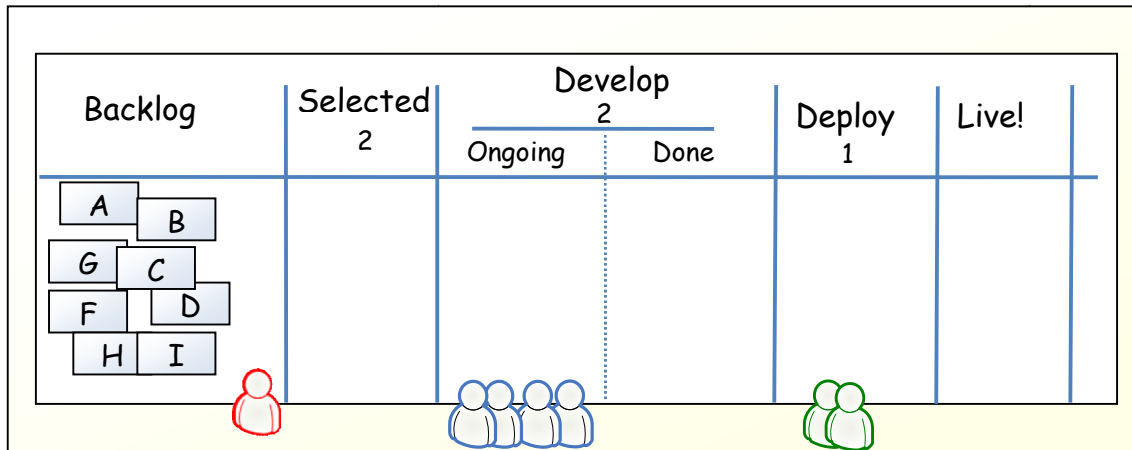 Backlog
Selected
2
Develop
2
Ongoing
Done
Deploy
1
Live!
A
B
G
C
F
D
H
I